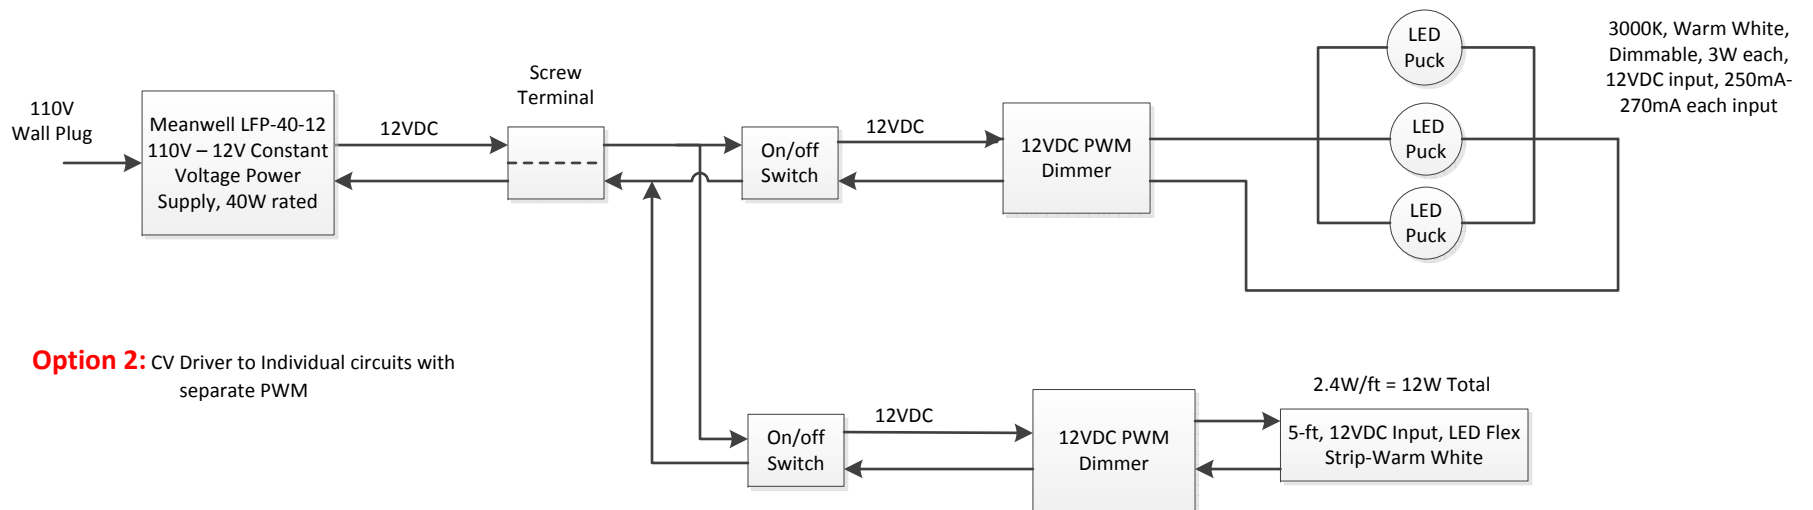 110V
Wall Plug
Meanwell LFP-40-12
110V – 12V Constant
Voltage Power
Supply, 40W rated
12VDC
Screw
Terminal
On/off
Switch
12VDC
12VDC PWM
Dimmer
LED
Puck
LED
Puck
LED
Puck
3000K, Warm White,
Dimmable, 3W each,
12VDC input, 250mA-
270mA each input
Option 2: CV Driver to Individual circuits with
separate PWM
On/off
Switch
12VDC
12VDC PWM
Dimmer
2.4W/ft = 12W Total
5-ft, 12VDC Input, LED Flex
Strip-Warm White